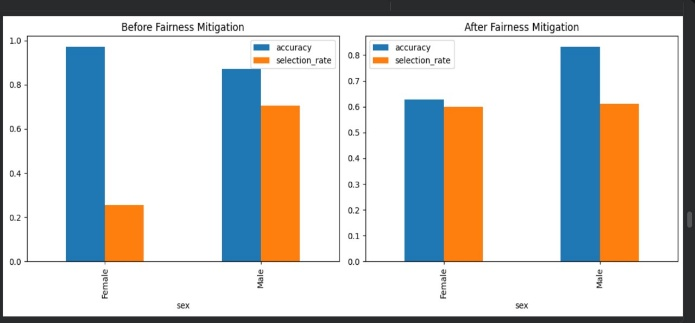 Before Fairness Mitigation
1.0
0.8
0.6
0.4
0.2
0.0
accuracy
selection_rate
Female
Male
sex
After Fairness Mitigation
0.8
0.7
0.6
0.5
0.4
0.3
0.2
0.1
0.0
accuracy
selection_rate
Female
Male
sex